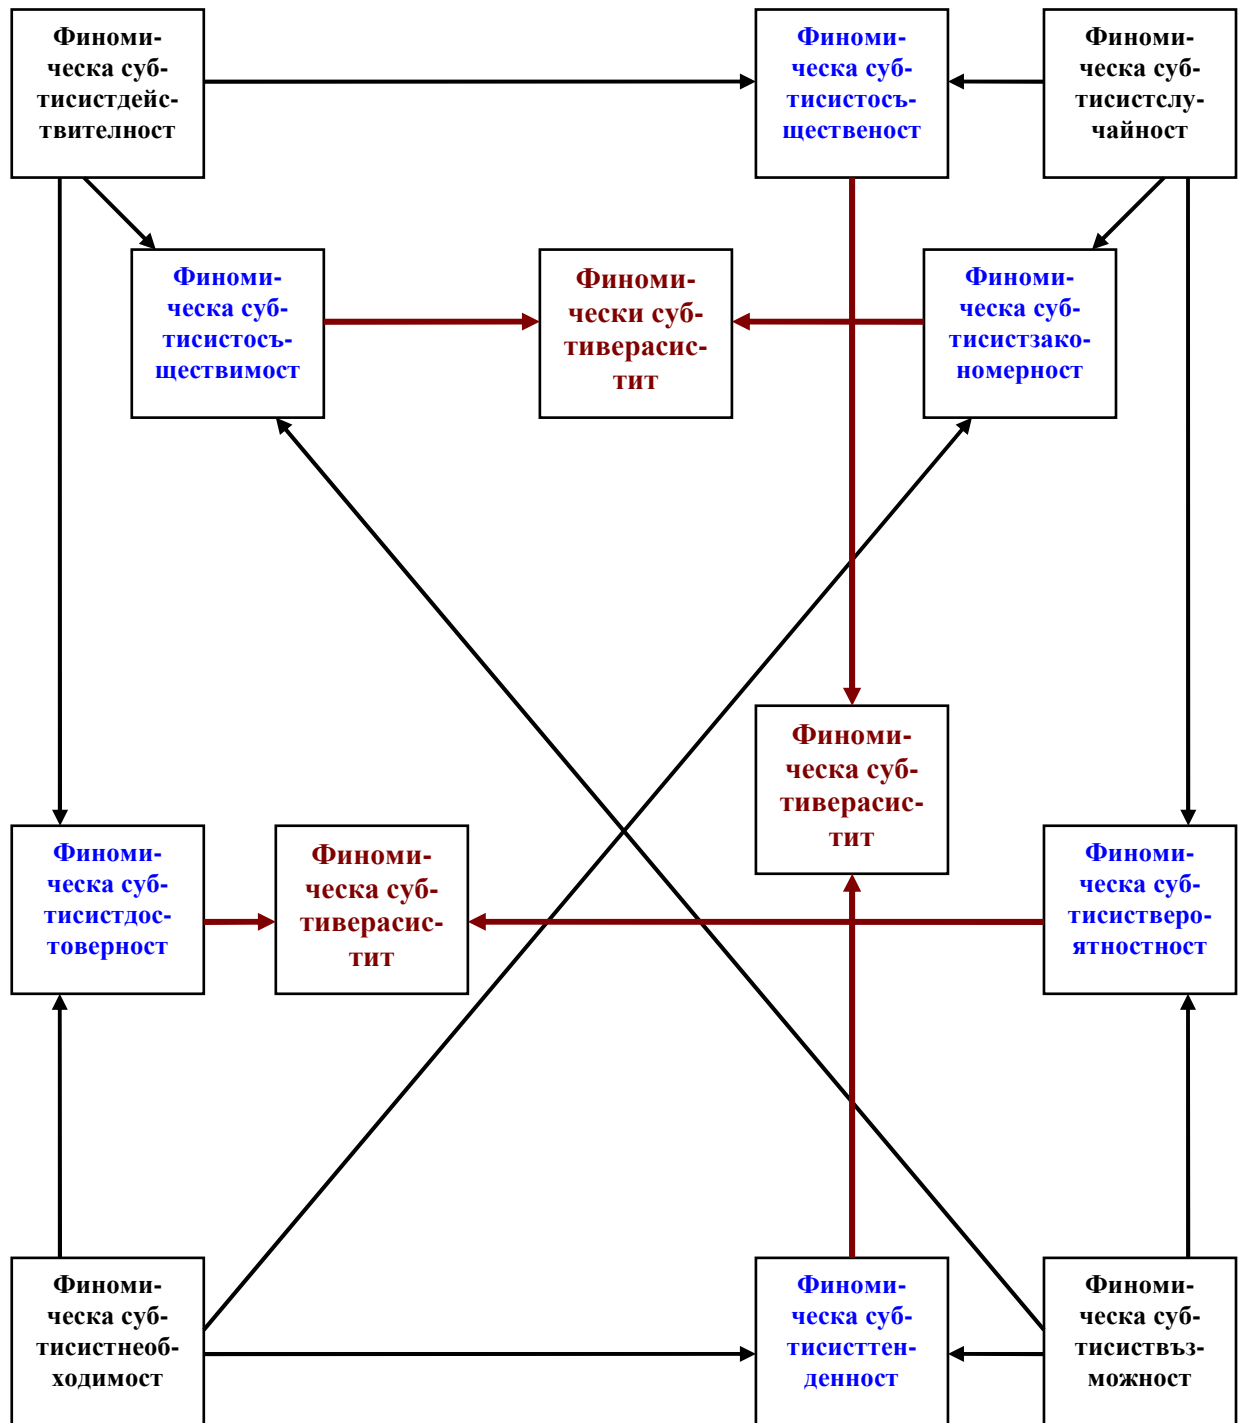 Финоми-
ческа суб-
тисистдейс-
твителност
Финоми-
ческа суб-
тисистосъ-
щественост
Финоми-
ческа суб-
тисистслу-
чайност
Финоми-
ческа суб-
тисистосъ-
ществимост
Финоми-
чески суб-
тиверасис-
тит
Финоми-
ческа суб-
тисистзако-
номерност
Финоми-
ческа суб-
тиверасист-
тит
Финоми-
ческа суб-
тисистдос-
товерност
Финоми-
ческа суб-
тиверасис-
тит
Финоми-
ческа суб-
тисистверо-
ятностност
Финоми-
ческа суб-
тисистнеоб-
ходимост
Финоми-
ческа суб-
тисисттен-
денност
Финоми-
ческа суб-
тисиствъз-
можност